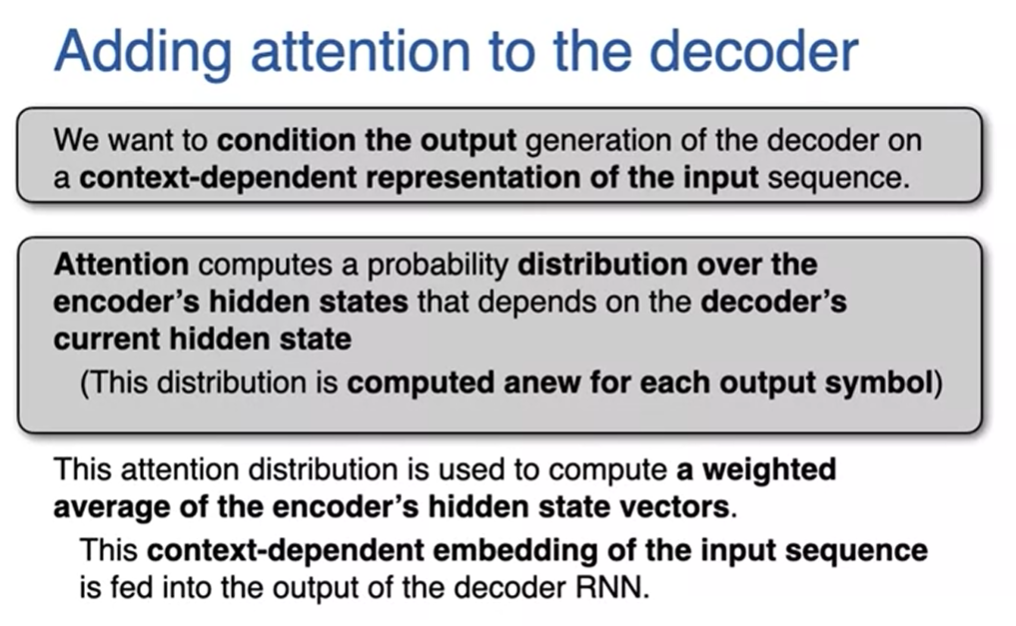 Adding attention to the decoder
We want to condition the output generation of the decoder on
a context-dependent representation of the input sequence.
Attention computes a probability distribution over the
encoder's hidden states that depends on the decoder's
current hidden state
(This distribution is computed anew for each output symbol)
This attention distribution is used to compute a weighted
average of the encoder's hidden state vectors.
This context-dependent embedding of the input sequence
is fed into the output of the decoder RNN.